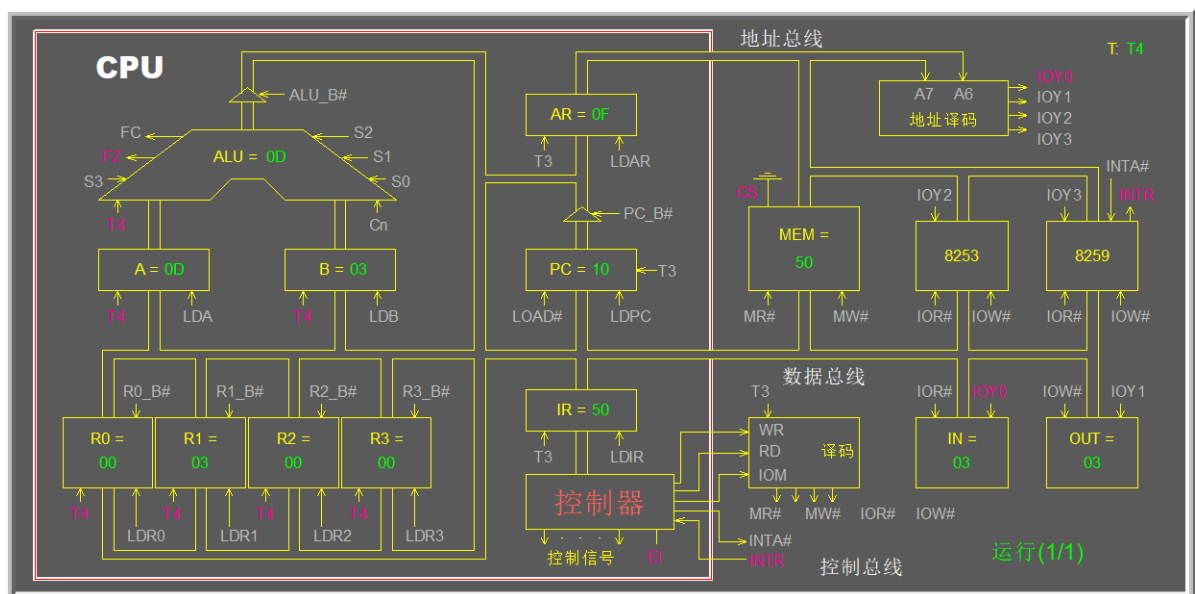 地址总线
T: T4
CPU
ALU_B#
AR = 0F
A7 A6
地址译码
IOY0
IOY1
IOY2
IOY3
FC
S2
FZ
ALU = 0D
S1
S3
S0
T3
LDAR
T4
Cn
PC_B#
CS
IOY2
IOY3
INTA#
INTR
MEM =
50
8253
8259
A = 0D
B = 03
PC = 10
T3
T4
LDA
T4
LDB
LOAD#
LDPC
MR#
MW#
IOR#
IOW#
IOR#
IOW#
数据总线
R0_B#
R1_B#
R2_B#
R3_B#
IR = 50
T3
IOR#
IOY0
IOW#
IOY1
R0 =
00
R1 =
03
R2 =
00
R3 =
00
T3
LDIR
WR
RD
IOM
译码
IN =
03
OUT =
03
控制器
T4
LDR0
T4
LDR1
T4
LDR2
T4
LDR3
MR#
MW#
IOR#
IOW#
· · ·
控制信号
EI
INTA#
INTR
控制总线
运行(1/1)